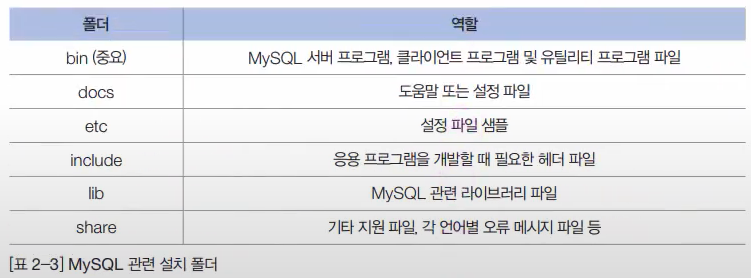 폴더 역할
bin (중요) MySQL 서버 프로그램, 클라이언트 프로그램 및 유틸리티 프로그램 파일
docs 도움말 또는 설정 파일
etc 설정 파일 샘플
include 응용 프로그램을 개발할 때 필요한 헤더 파일
lib MySQL 관련 라이브러리 파일
share 기타 지원 파일, 각 언어별 오류 메시지 파일 등
[표 2-3] MySQL 관련 설치 폴더